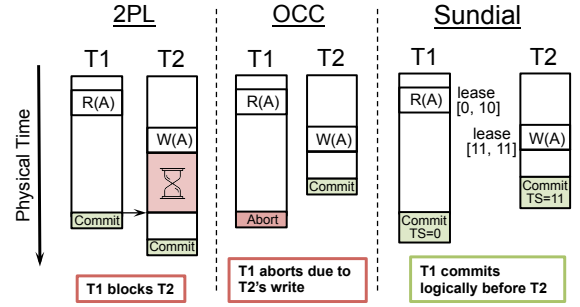 2PL
OCC
Sundial
T1
T2
T1
T2
T1
T2
Physical Time
R(A)
W(A)
Commit
Commit
R(A)
W(A)
Commit
Abort
R(A)
lease
[0, 10]
lease
[11, 11]
W(A)
Commit
TS=11
Commit
TS=0
T1 blocks T2
T1 aborts due to
T2's write
T1 commits
logically before T2